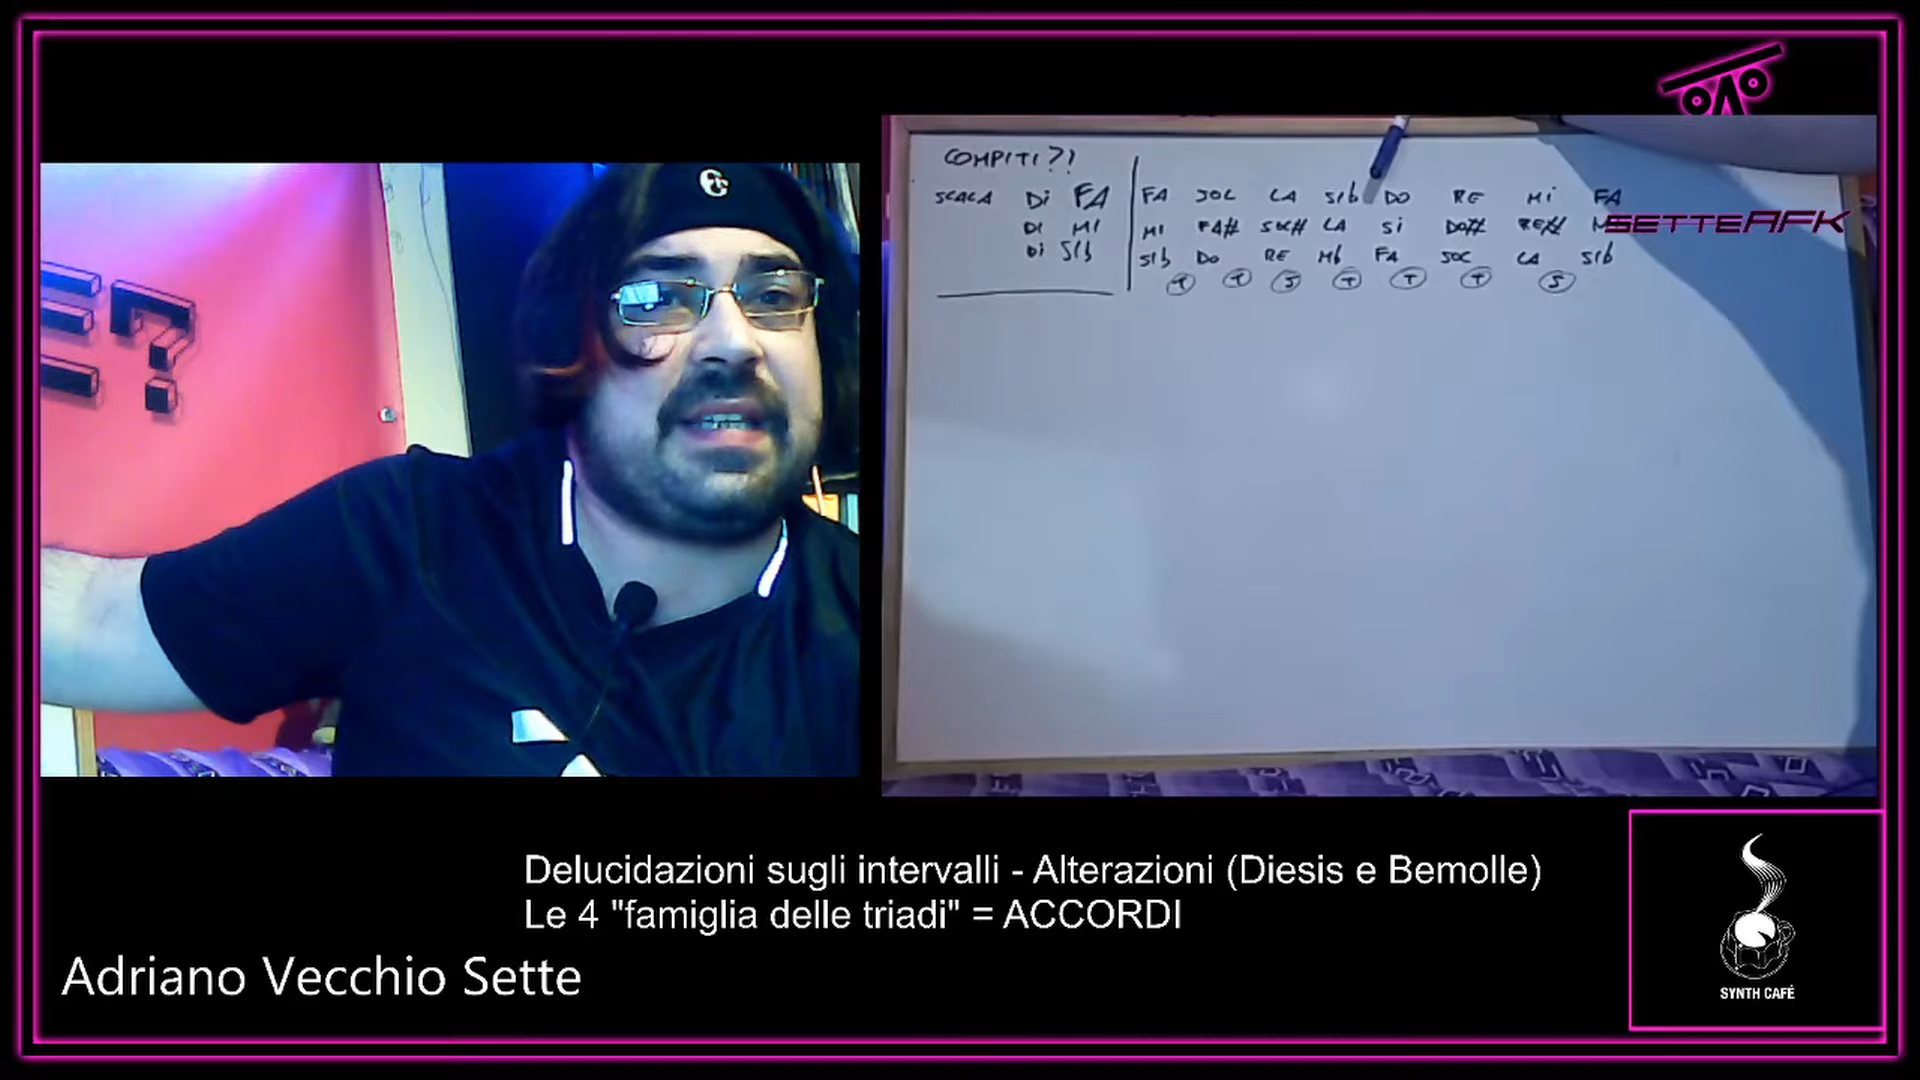 E?
COMPITI?!
SCALA Di FA FA SOL LA SIb DO RE Mi FA
DI MI MI FA# SOL# LA Si DO# RE#
Di SIb SIb DO RE Mib FA SOL LA SIb
T T S T T T S
SETTEAFK
Delucidazioni sugli intervalli - Alterazioni (Diesis e Bemolle)
Le 4 "famiglia delle triadi" = ACCORDI
Adriano Vecchio Sette
SYNTH CAFÈ